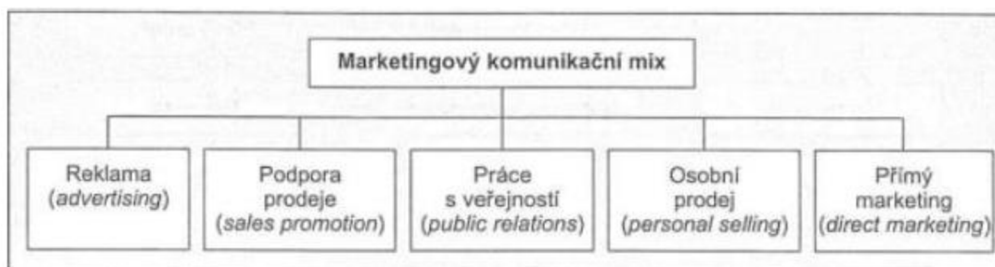 Marketingový komunikační mix
Reklama
(advertising)
Podpora
prodeje
(sales promotion)
Práce
s veřejností
(public relations)
Osobní
prodej
(personal selling)
Přímý
marketing
(direct marketing)